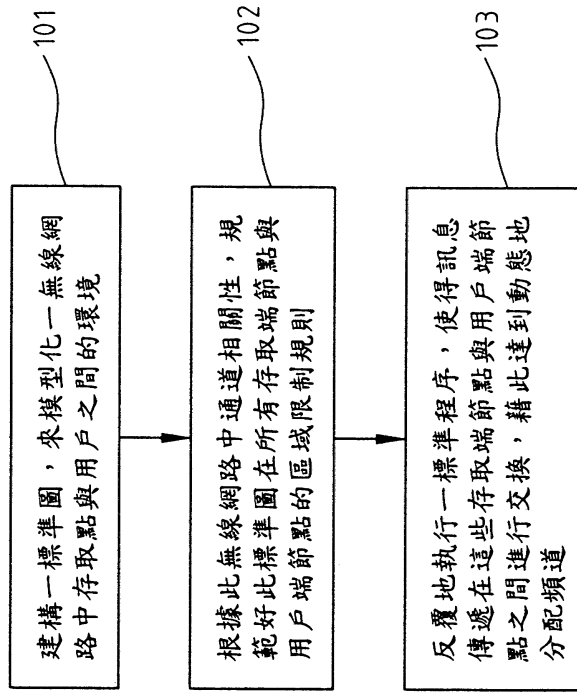 101
建構一標準圖，來模型化一無線網
路中存取點與用戶之間的環境
102
根據此無線網路中通道相關性，規
範好此標準圖在所有存取端節點與
用戶端節點的區域限制規則
103
反覆地執行一標準程序，使得訊息
傳遞在這些存取端節點與用戶端節
點之間進行交換，藉此達到動態地
分配頻道